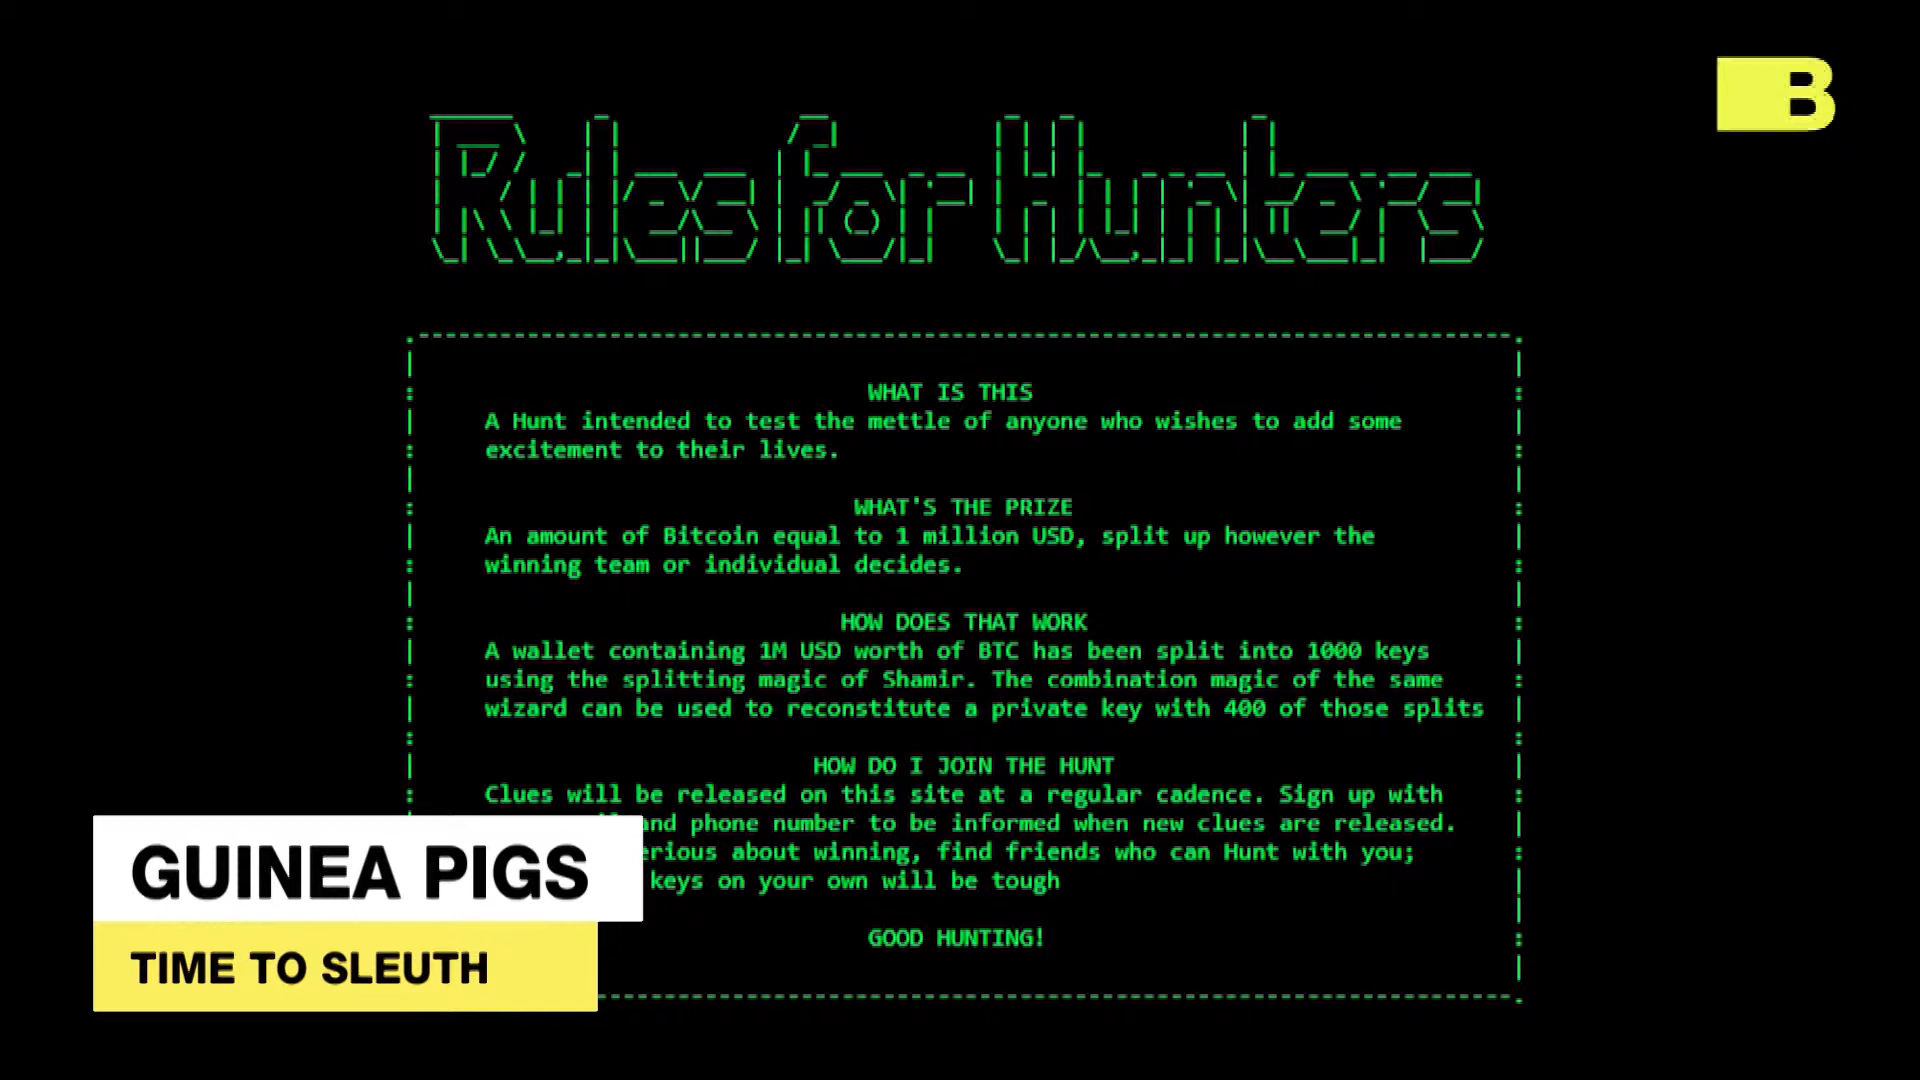 B
Rules for Hunters
WHAT IS THIS
A Hunt intended to test the mettle of anyone who wishes to add some
excitement to their lives.
WHAT'S THE PRIZE
An amount of Bitcoin equal to 1 million USD, split up however the
winning team or individual decides.
HOW DOES THAT WORK
A wallet containing 1M USD worth of BTC has been split into 1000 keys
using the splitting magic of Shamir. The combination magic of the same
wizard can be used to reconstitute a private key with 400 of those splits
HOW DO I JOIN THE HUNT
Clues will be released on this site at a regular cadence. Sign up with
and phone number to be informed when new clues are released.
about winning, find friends who can Hunt with you;
keys on your own will be tough
GOOD HUNTING!
GUINEA PIGS
TIME TO SLEUTH